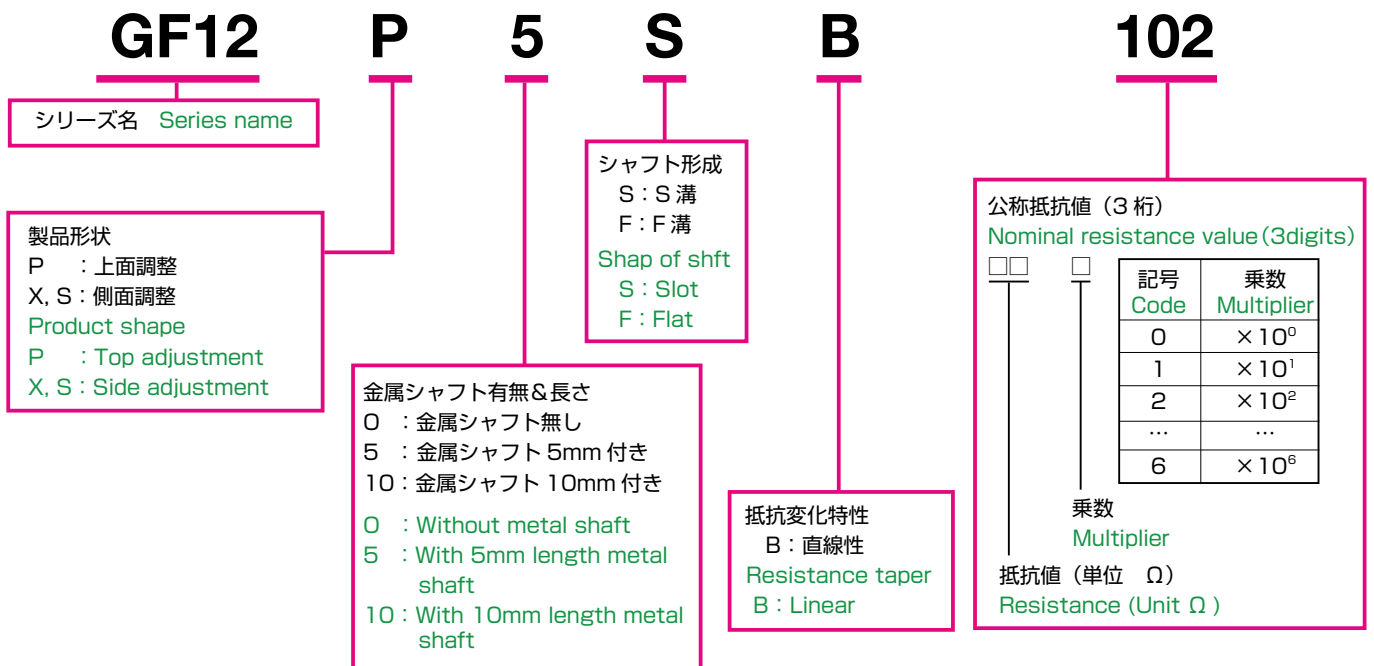 GF12 P 5 S B 102
シリーズ名 Series name
製品形状
P : 上面調整
X, S : 側面調整
Product shape
P : Top adjustment
X, S : Side adjustment
金属シャフト有無&長さ
0 : 金属シャフト無し
5 : 金属シャフト 5mm 付き
10 : 金属シャフト 10mm 付き
0 : Without metal shaft
5 : With 5mm length metal
shaft
10 : With 10mm length metal
shaft
シャフト形成
S : S 溝
F : F 溝
Shap of shft
S : Slot
F : Flat
抵抗変化特性
B : 直線性
Resistance taper
B : Linear
公称抵抗値(3 桁)
Nominal resistance value(3digits)
□□ □
記号 乗数
Code Multiplier
0 ×10⁰
1 ×10¹
2 ×10²
… …
6 ×10⁶
乗数
Multiplier
抵抗値(単位 Ω)
Resistance (Unit Ω )